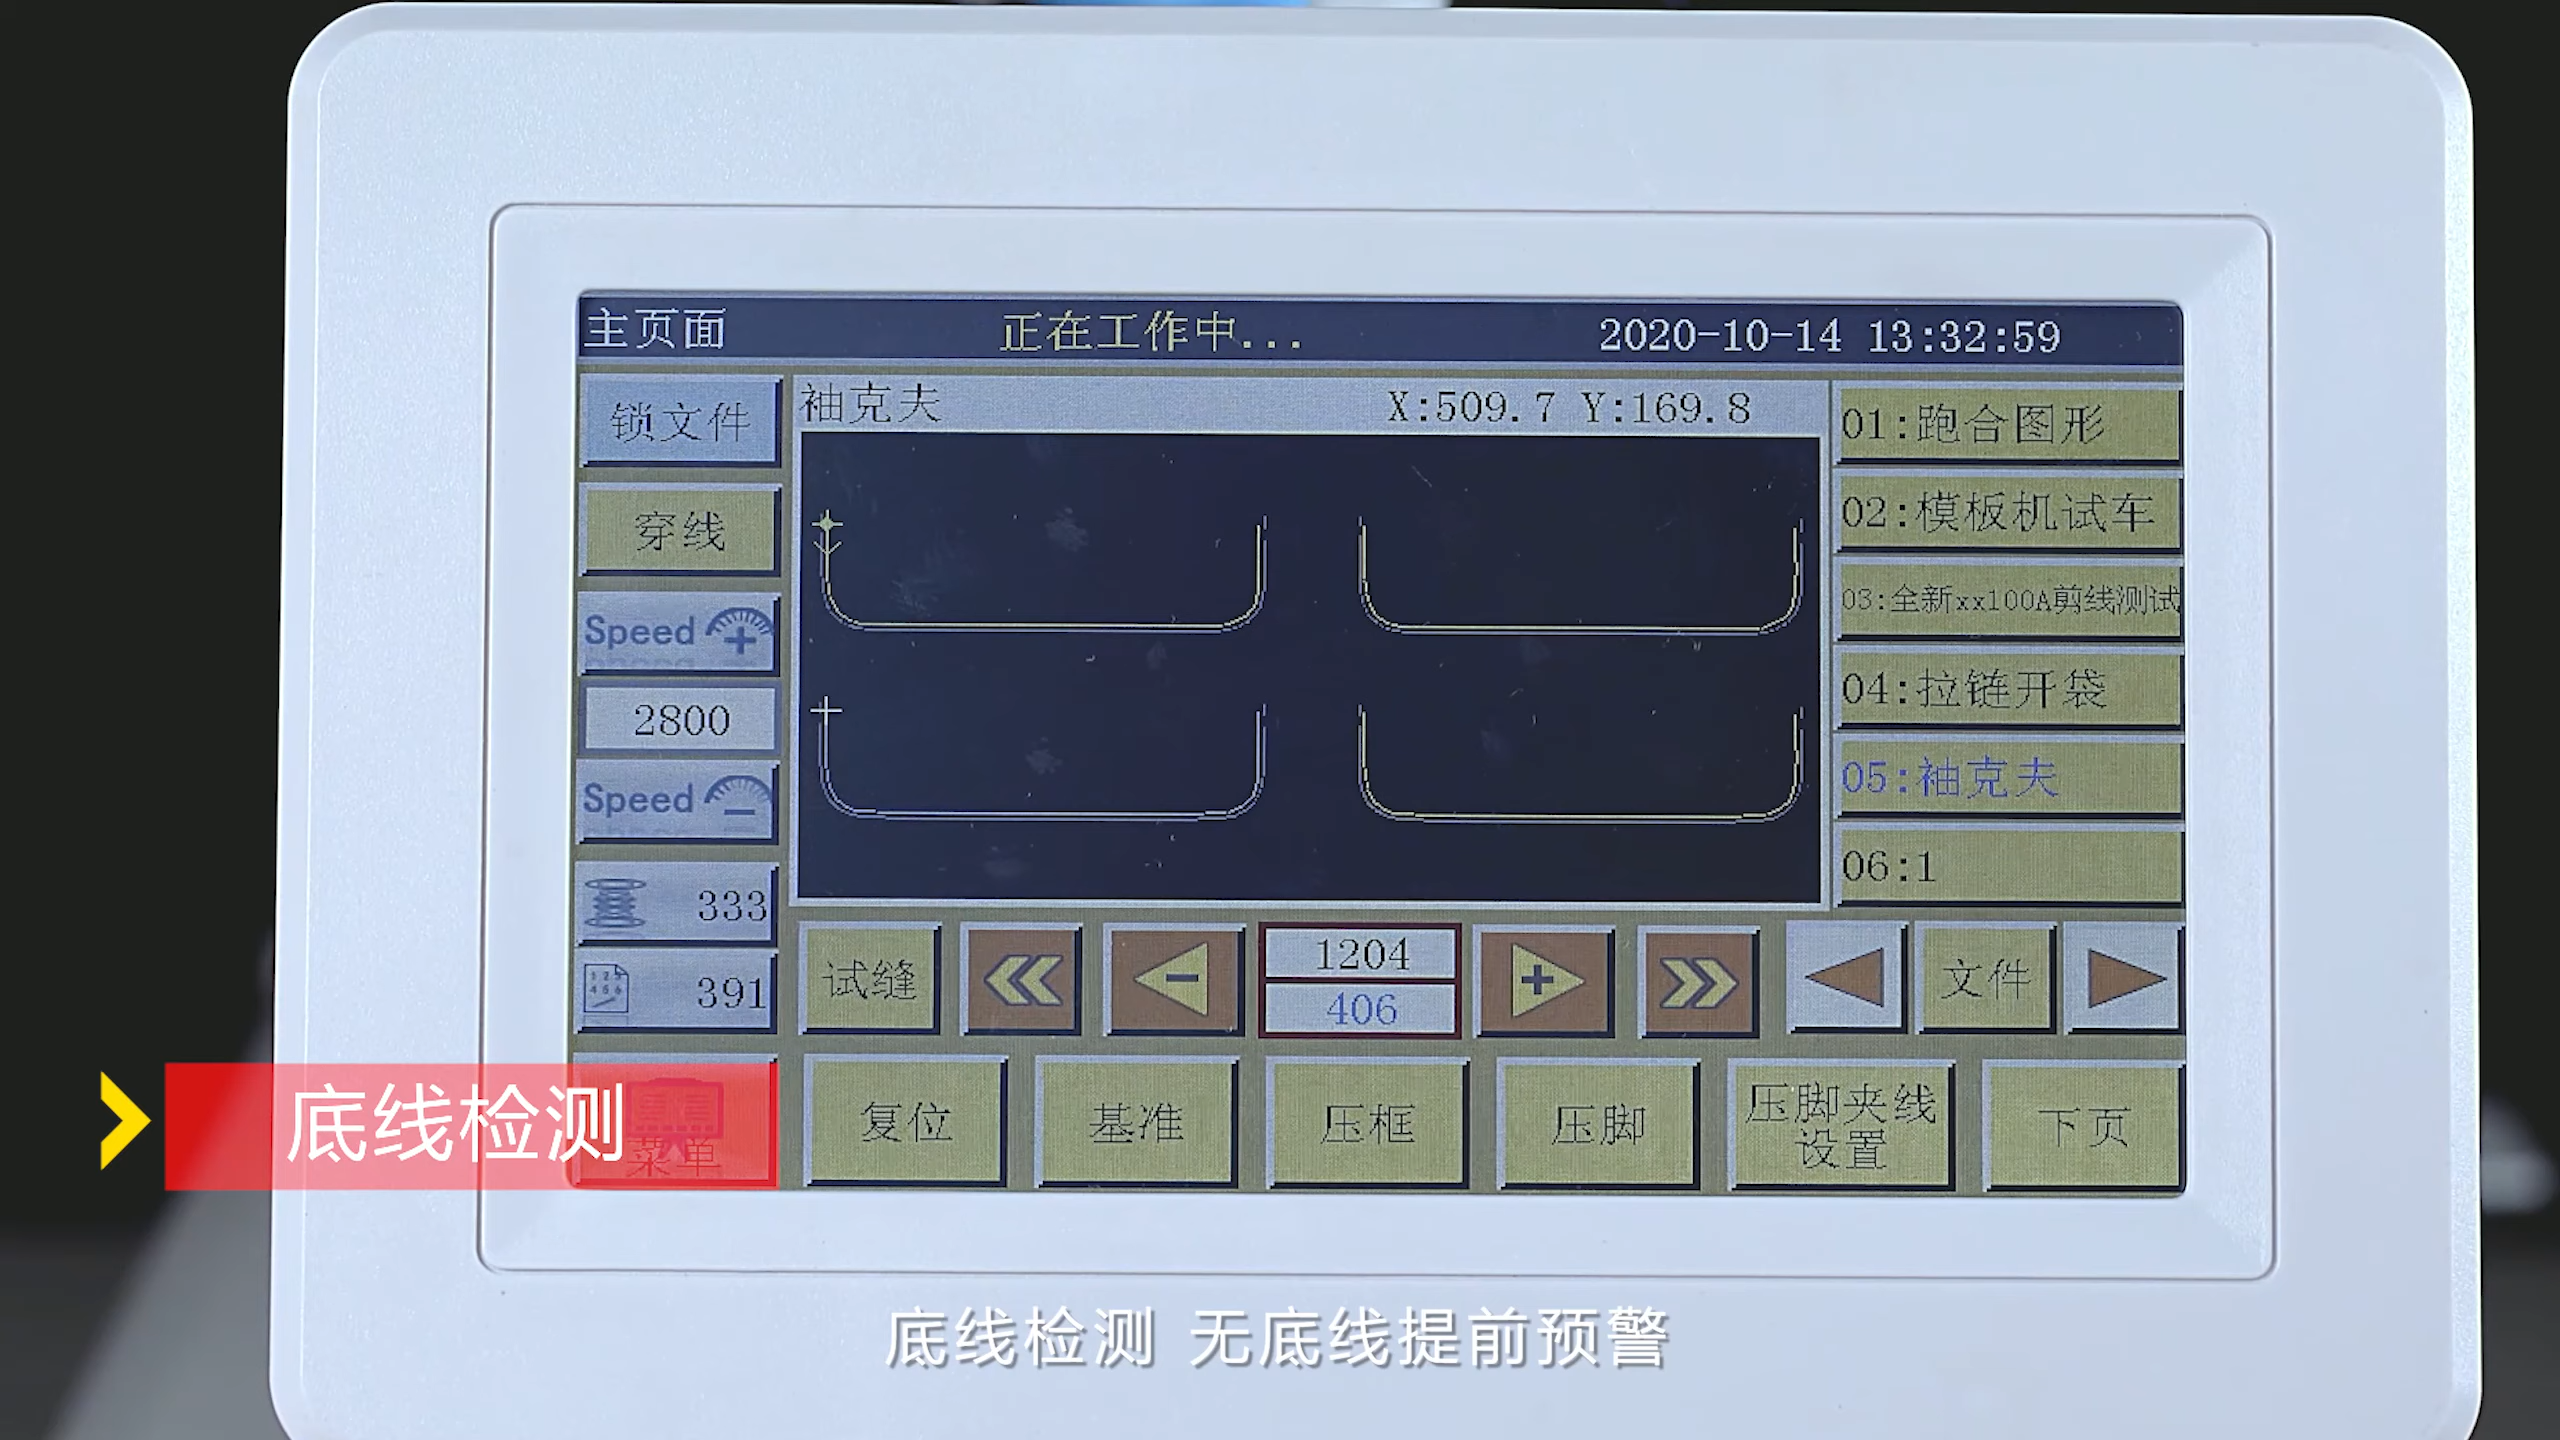 主页面 正在工作中... 2020-10-14 13:32:59
锁文件
袖克夫 X:509.7 Y:169.8
01:跑合图形
穿线
02:模板机试车
Speed
03:全新xx100A剪线测试
2800
04:拉链开袋
Speed
05:袖克夫
333
06:1
391
试缝
1204
406
文件
底线检测
菜单
复位
基准
压框
压脚
压脚夹线
设置
下页
底线检测 无底线提前预警